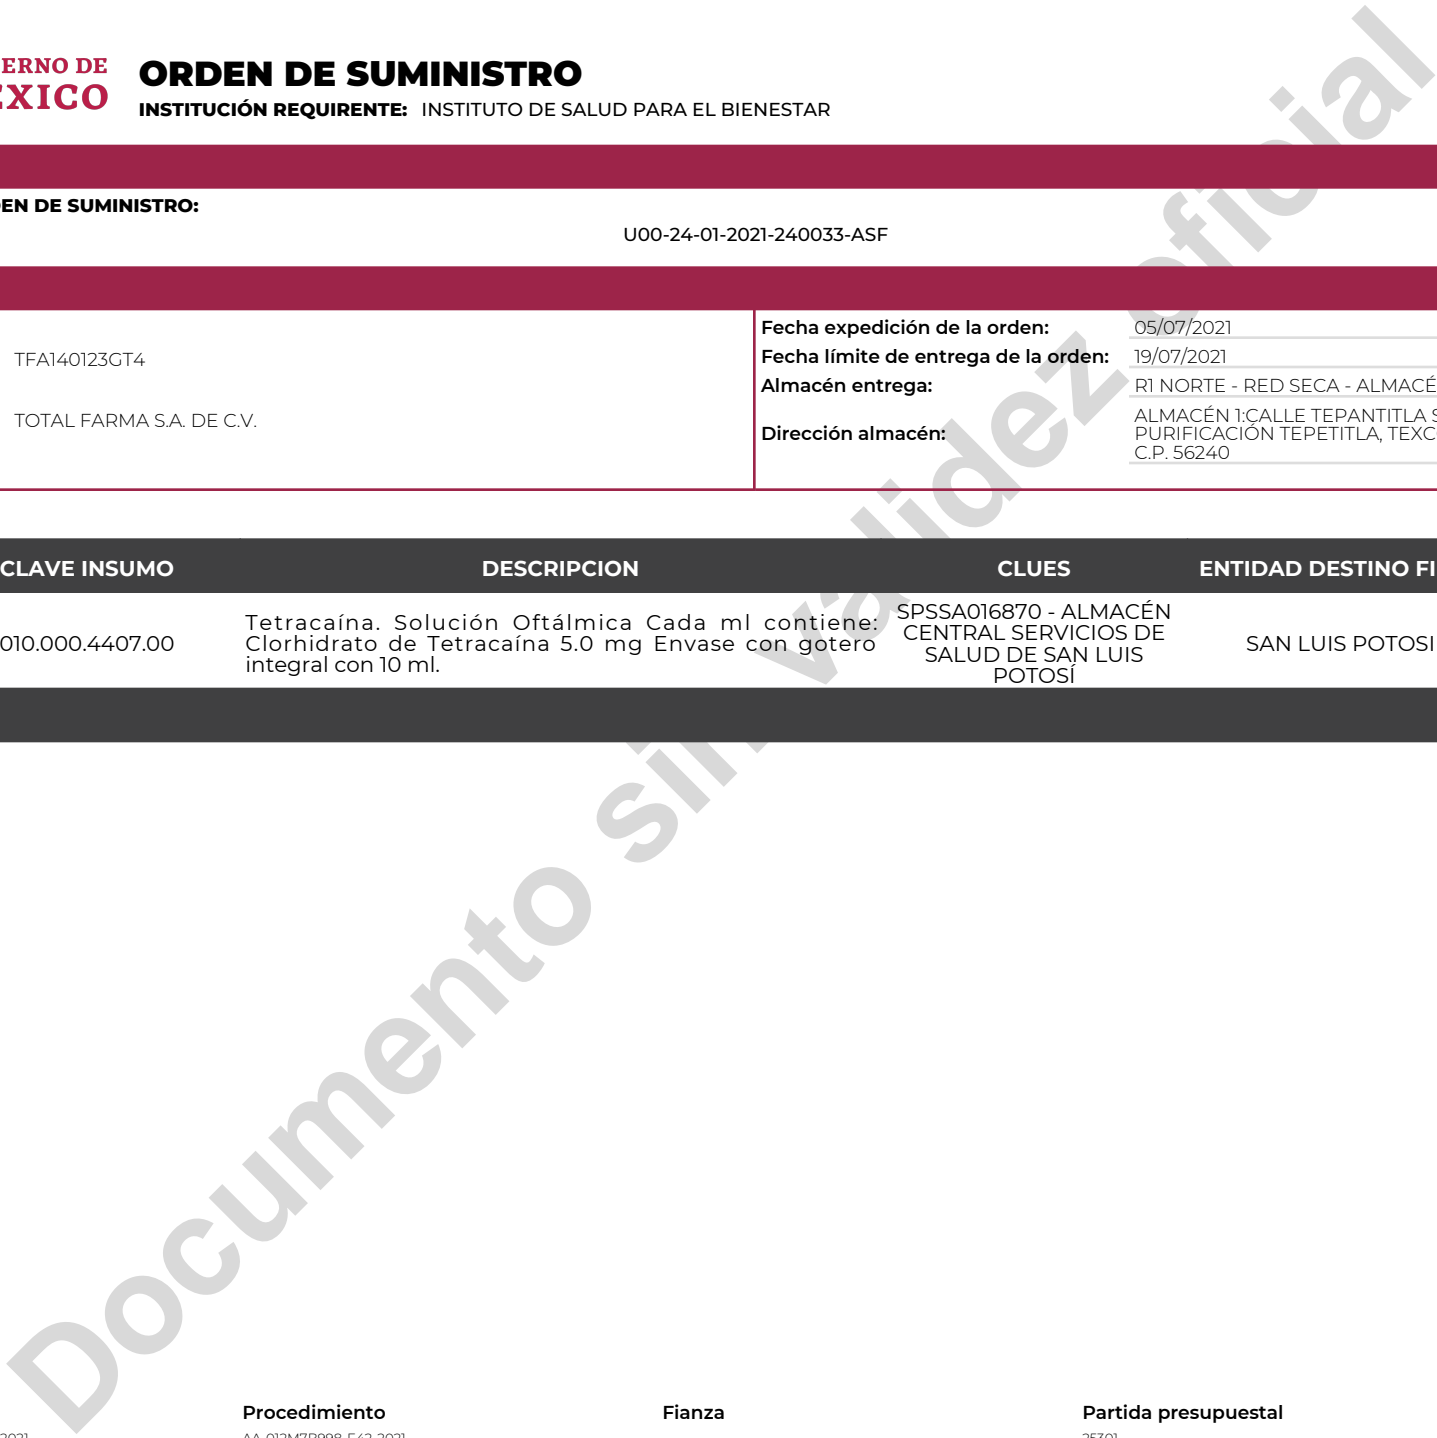 ERNO DE
ORDEN DE SUMINISTRO
EXICO
INSTITUCIÓN REQUIRENTE: INSTITUTO DE SALUD PARA EL BIENESTAR
EN DE SUMINISTRO:
U00-24-01-2021-240033-ASF
TFA140123GT4
TOTAL FARMA S.A. DE C.V.
Fecha expedición de la orden: 05/07/2021
Fecha límite de entrega de la orden: 19/07/2021
Almacén entrega: R1 NORTE - RED SECA - ALMACÉ
Dirección almacén:
ALMACÉN 1:CALLE TEPANTITLA S
PURIFICACIÓN TEPETITLA, TEXC
C.P. 56240
CLAVE INSUMO DESCRIPCION CLUES ENTIDAD DESTINO FI
010.000.4407.00
Tetracaína. Solución Oftálmica Cada ml contiene:
Clorhidrato de Tetracaína 5.0 mg Envase con gotero
integral con 10 ml.
SPSSA016870 - ALMACÉN
CENTRAL SERVICIOS DE
SALUD DE SAN LUIS
POTOSÍ
SAN LUIS POTOSI
Documento sin validez oficial
Procedimiento Fianza Partida presupuestal